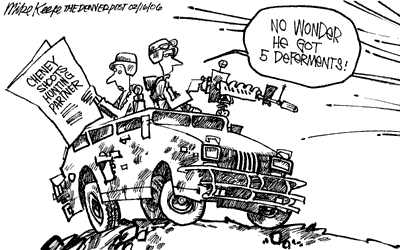 Mike Keefe THE DENVER POST 02/16/06
NO WONDER
HE GOT
5 DEFERMENTS!
CHENEY
SHOOTS
HUNTING
PARTNER